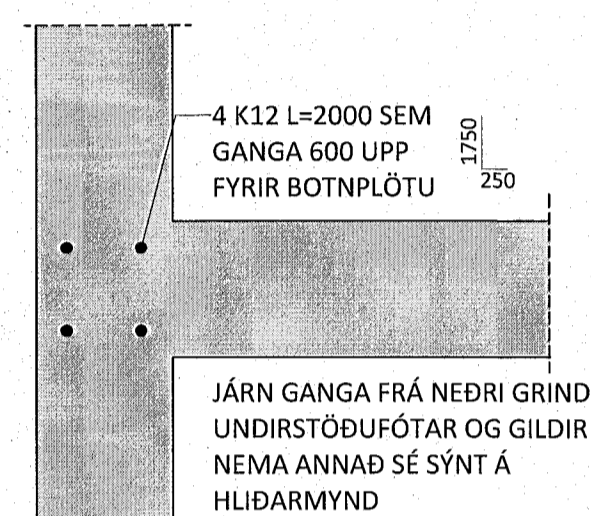 4 K12 L=2000 SEM
GANGA 600 UPP
FYRIR BOTNPLÖTU
1750
250
JÁRN GANGA FRÁ NEÐRI GRIND
UNDIRSTÖÐUFÓTAR OG GILDIR
NEMA ANNAÐ SÉ SÝNT Á
HLIÐARMYND